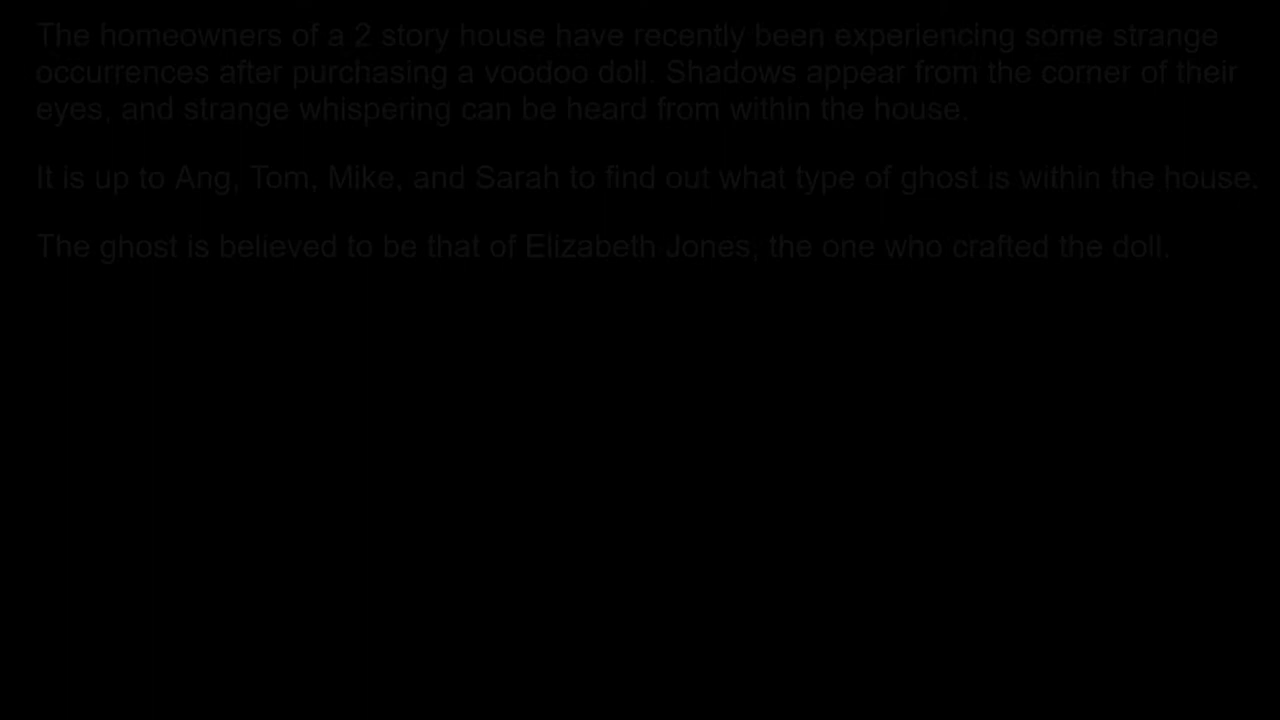 The homeowners of a 2 story house have recently been experiencing some strange
occurrences after purchasing a voodoo doll. Shadows appear from the corner of their
eyes, and strange whispering can be heard from within the house.
It is up to Ang, Tom, Mike, and Sarah to find out what type of ghost is within the house.
The ghost is believed to be that of Elizabeth Jones, the one who crafted the doll.